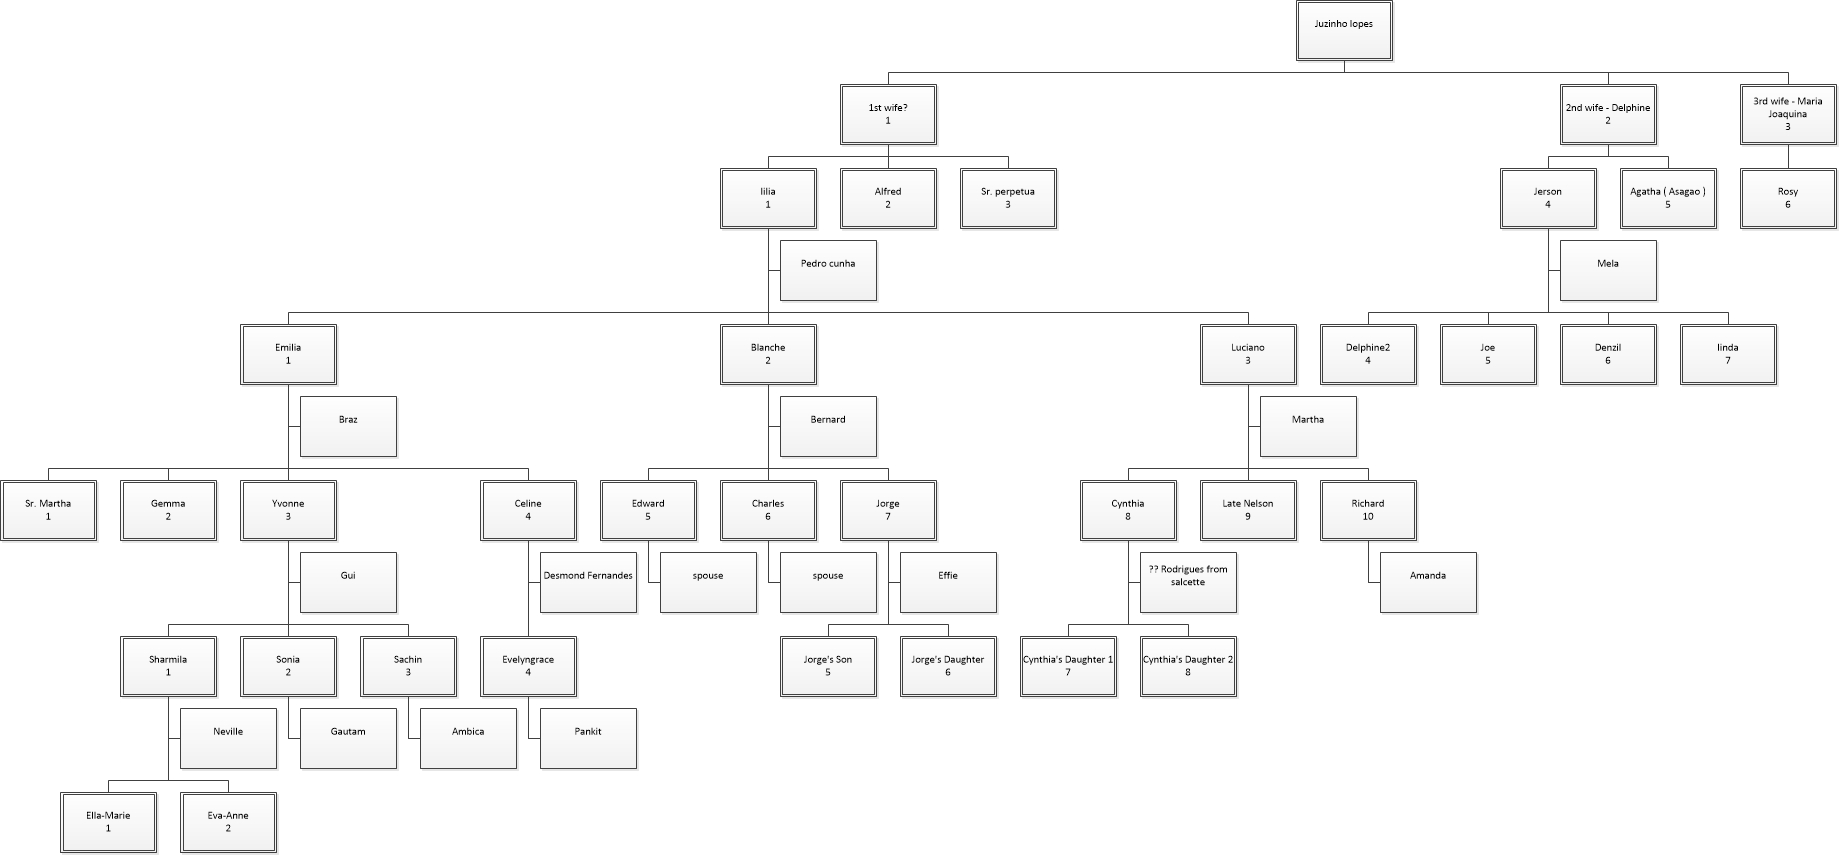 Juzinho lopes
1st wife?
1
2nd wife - Delphine
2
3rd wife - Maria
Joaquina
3
lilia
1
Alfred
2
Sr. perpetua
3
Jerson
4
Agatha ( Asagao )
5
Rosy
6
Pedro cunha
Mela
Emilia
1
Blanche
2
Luciano
3
Delphine2
4
Joe
5
Denzil
6
linda
7
Braz
Bernard
Martha
Sr. Martha
1
Gemma
2
Yvonne
3
Celine
4
Edward
5
Charles
6
Jorge
7
Cynthia
8
Late Nelson
9
Richard
10
Gui
Desmond Fernandes
spouse
spouse
Effie
?? Rodrigues from
salcette
Amanda
Sharmila
1
Sonia
2
Sachin
3
Evelyngrace
4
Jorge's Son
5
Jorge's Daughter
6
Cynthia's Daughter 1
7
Cynthia's Daughter 2
8
Neville
Gautam
Ambica
Pankit
Ella-Marie
1
Eva-Anne
2